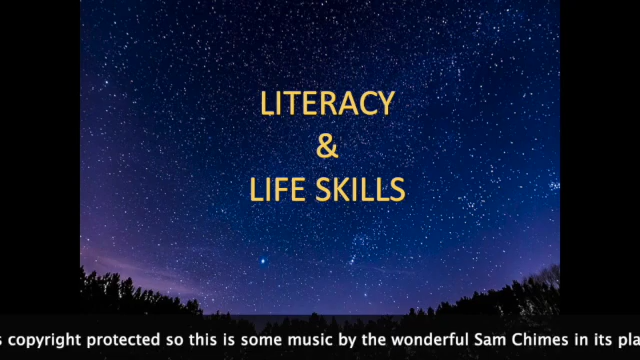 LITERACY
&
LIFE SKILLS
copyright protected so this is some music by the wonderful Sam Chimes in its